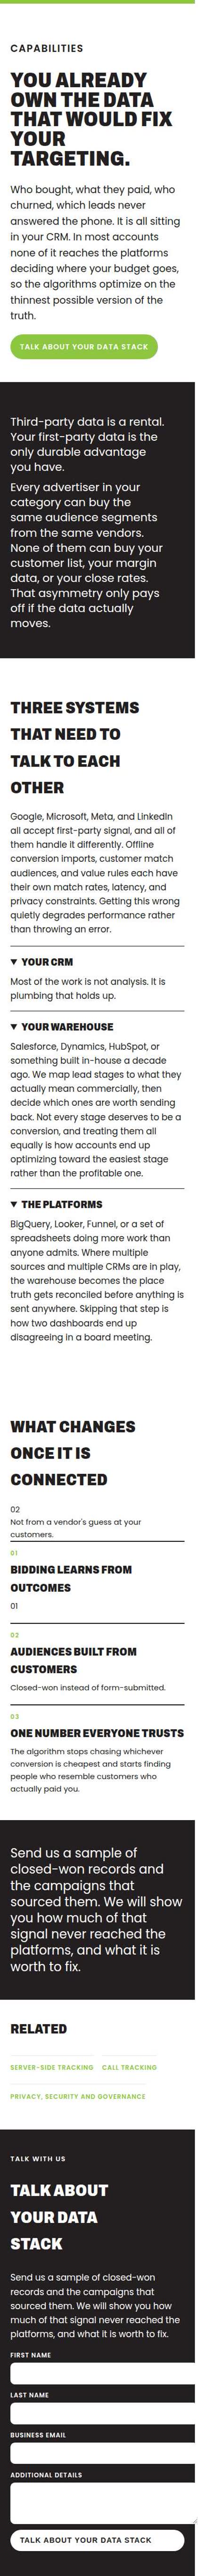 CAPABILITIES
YOU ALREADY
OWN THE DATA
THAT WOULD FIX
YOUR
TARGETING.
Who bought, what they paid, who
churned, which leads never
answered the phone. It is all sitting
in your CRM. In most accounts
none of it reaches the platforms
deciding where your budget goes,
so the algorithms optimize on the
thinnest possible version of the
truth.
TALK ABOUT YOUR DATA STACK
Third-party data is a rental.
Your first-party data is the
only durable advantage
you have.
Every advertiser in your
category can buy the
same audience segments
from the same vendors.
None of them can buy your
customer list, your margin
data, or your close rates.
That asymmetry only pays
off if the data actually
moves.
THREE SYSTEMS
THAT NEED TO
TALK TO EACH
OTHER
Google, Microsoft, Meta, and LinkedIn
all accept first-party signal, and all of
them handle it differently. Offline
conversion imports, customer match
audiences, and value rules each have
their own match rates, latency, and
privacy constraints. Getting this wrong
quietly degrades performance rather
than throwing an error.
▼ YOUR CRM
Most of the work is not analysis. It is
plumbing that holds up.
▼ YOUR WAREHOUSE
Salesforce, Dynamics, HubSpot, or
something built in-house a decade
ago. We map lead stages to what they
actually mean commercially, then
decide which ones are worth sending
back. Not every stage deserves to be a
conversion, and treating them all
equally is how accounts end up
optimizing toward the easiest stage
rather than the profitable one.
▼ THE PLATFORMS
BigQuery, Looker, Funnel, or a set of
spreadsheets doing more work than
anyone admits. Where multiple
sources and multiple CRMs are in play,
the warehouse becomes the place
truth gets reconciled before anything is
sent anywhere. Skipping that step is
how two dashboards end up
disagreeing in a board meeting.
WHAT CHANGES
ONCE IT IS
CONNECTED
02
Not from a vendor's guess at your
customers.
01
BIDDING LEARNS FROM
OUTCOMES
01
02
AUDIENCES BUILT FROM
CUSTOMERS
Closed-won instead of form-submitted.
03
ONE NUMBER EVERYONE TRUSTS
The algorithm stops chasing whichever
conversion is cheapest and starts finding
people who resemble customers who
actually paid you.
Send us a sample of
closed-won records and
the campaigns that
sourced them. We will show
you how much of that
signal never reached the
platforms, and what it is
worth to fix.
RELATED
SERVER-SIDE TRACKING CALL TRACKING
PRIVACY, SECURITY AND GOVERNANCE
TALK WITH US
TALK ABOUT
YOUR DATA
STACK
Send us a sample of closed-won
records and the campaigns that
sourced them. We will show you how
much of that signal never reached the
platforms, and what it is worth to fix.
FIRST NAME
LAST NAME
BUSINESS EMAIL
ADDITIONAL DETAILS
TALK ABOUT YOUR DATA STACK